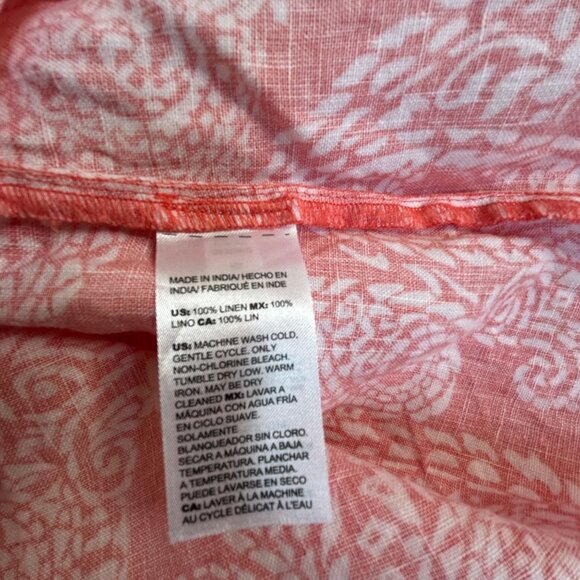 MADE IN INDIA/ HECHO EN
INDIA/ FABRIQUÉ EN INDE
US: 100% LINEN MX: 100%
LINO CA: 100% LIN
US: MACHINE WASH COLD,
GENTLE CYCLE. ONLY
NON-CHLORINE BLEACH.
TUMBLE DRY LOW. WARM
IRON. MAY BE DRY
CLEANED MX: LAVAR A
MÁQUINA CON AGUA FRÍA
EN CICLO SUAVE.
SOLAMENTE
BLANQUEADOR SIN CLORO.
SECAR A MÁQUINA A BAJA
TEMPERATURA. PLANCHAR
A TEMPERATURA MEDIA.
PUEDE LAVARSE EN SECO
CA: LAVER À LA MACHINE
AU CYCLE DÉLICAT À L'EAU